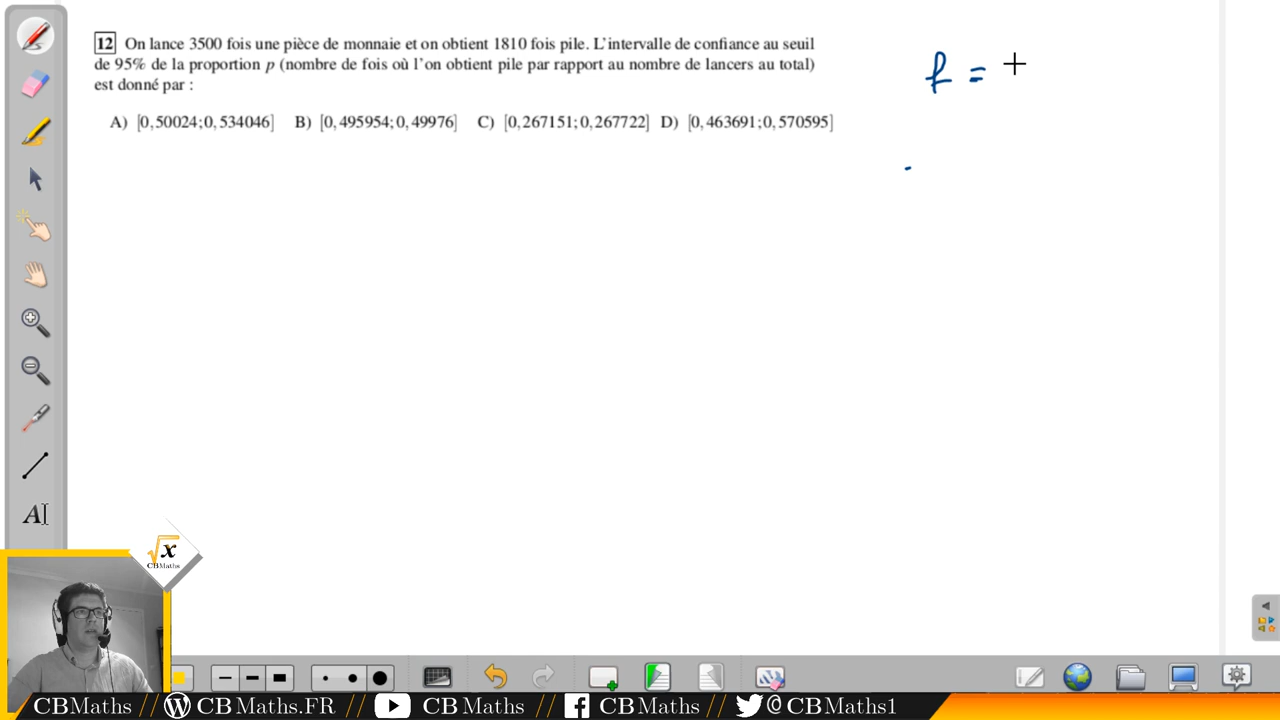 12 On lance 3500 fois une pièce de monnaie et on obtient 1810 fois pile. L'intervalle de confiance au seuil
de 95% de la proportion p (nombre de fois où l'on obtient pile par rapport au nombre de lancers au total)
est donné par :
A) [0,50024;0,534046] B) [0,495954;0,49976] C) [0,267151;0,267722] D) [0,463691;0,570595]
f =
A
√x
CBMaths
CBMaths // CBMaths.FR // CBMaths // CBMaths // @CBMaths1